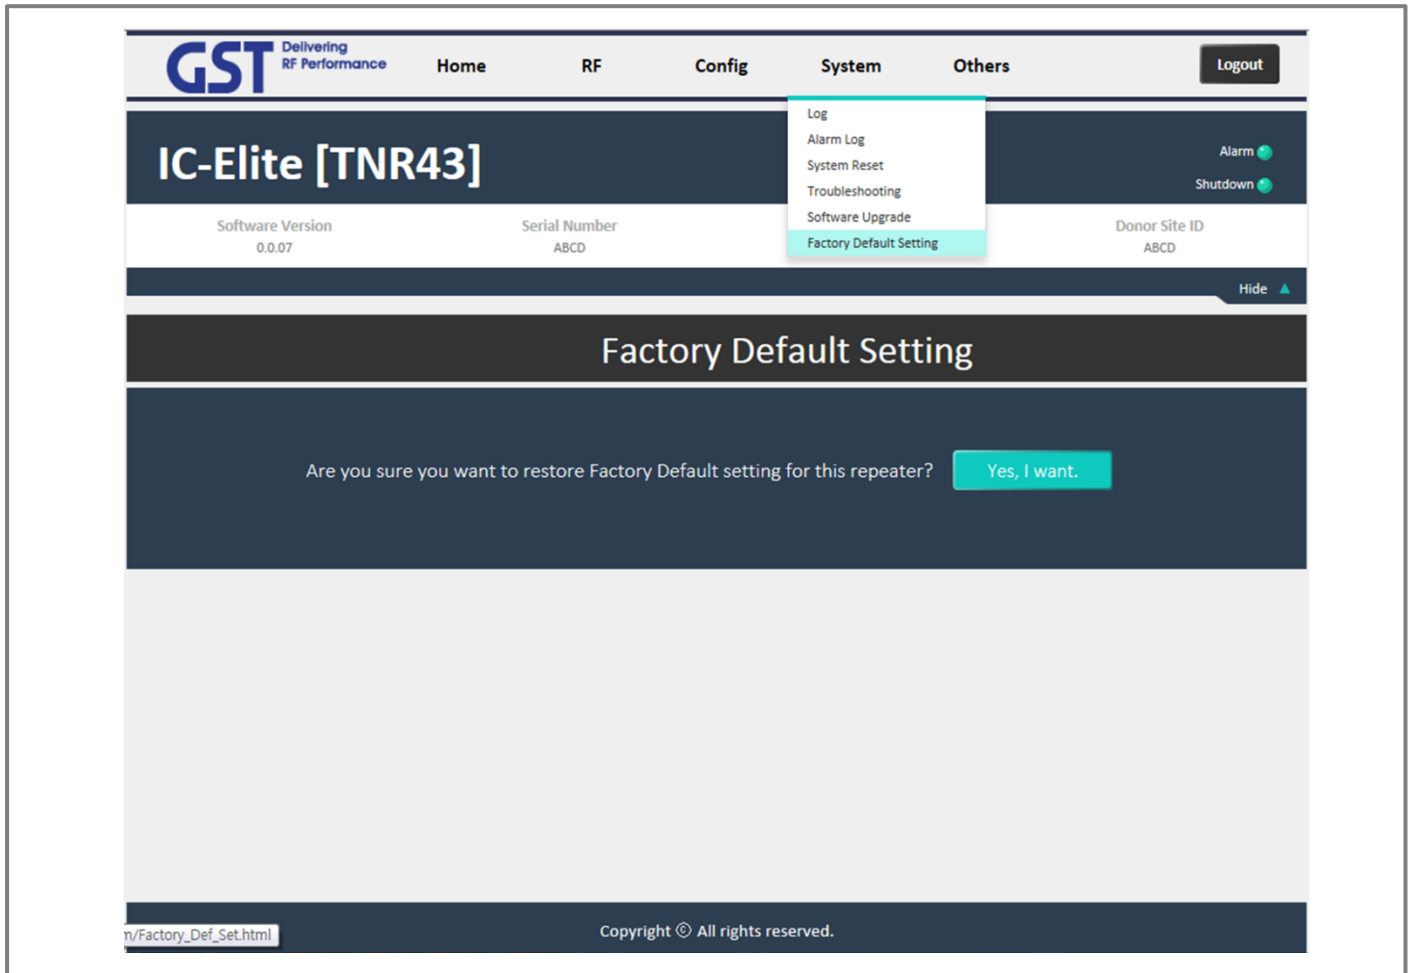 GST Delivering
RF Performance
Home RF Config System Others Logout
Log
Alarm Log
System Reset
Troubleshooting
Software Upgrade
Factory Default Setting
IC-Elite [TNR43]
Alarm
Shutdown
Software Version Serial Number Donor Site ID
0.0.07 ABCD ABCD
Hide ▲
Factory Default Setting
Are you sure you want to restore Factory Default setting for this repeater? Yes, I want.
Copyright © All rights reserved.
m/Factory_Def_Set.html